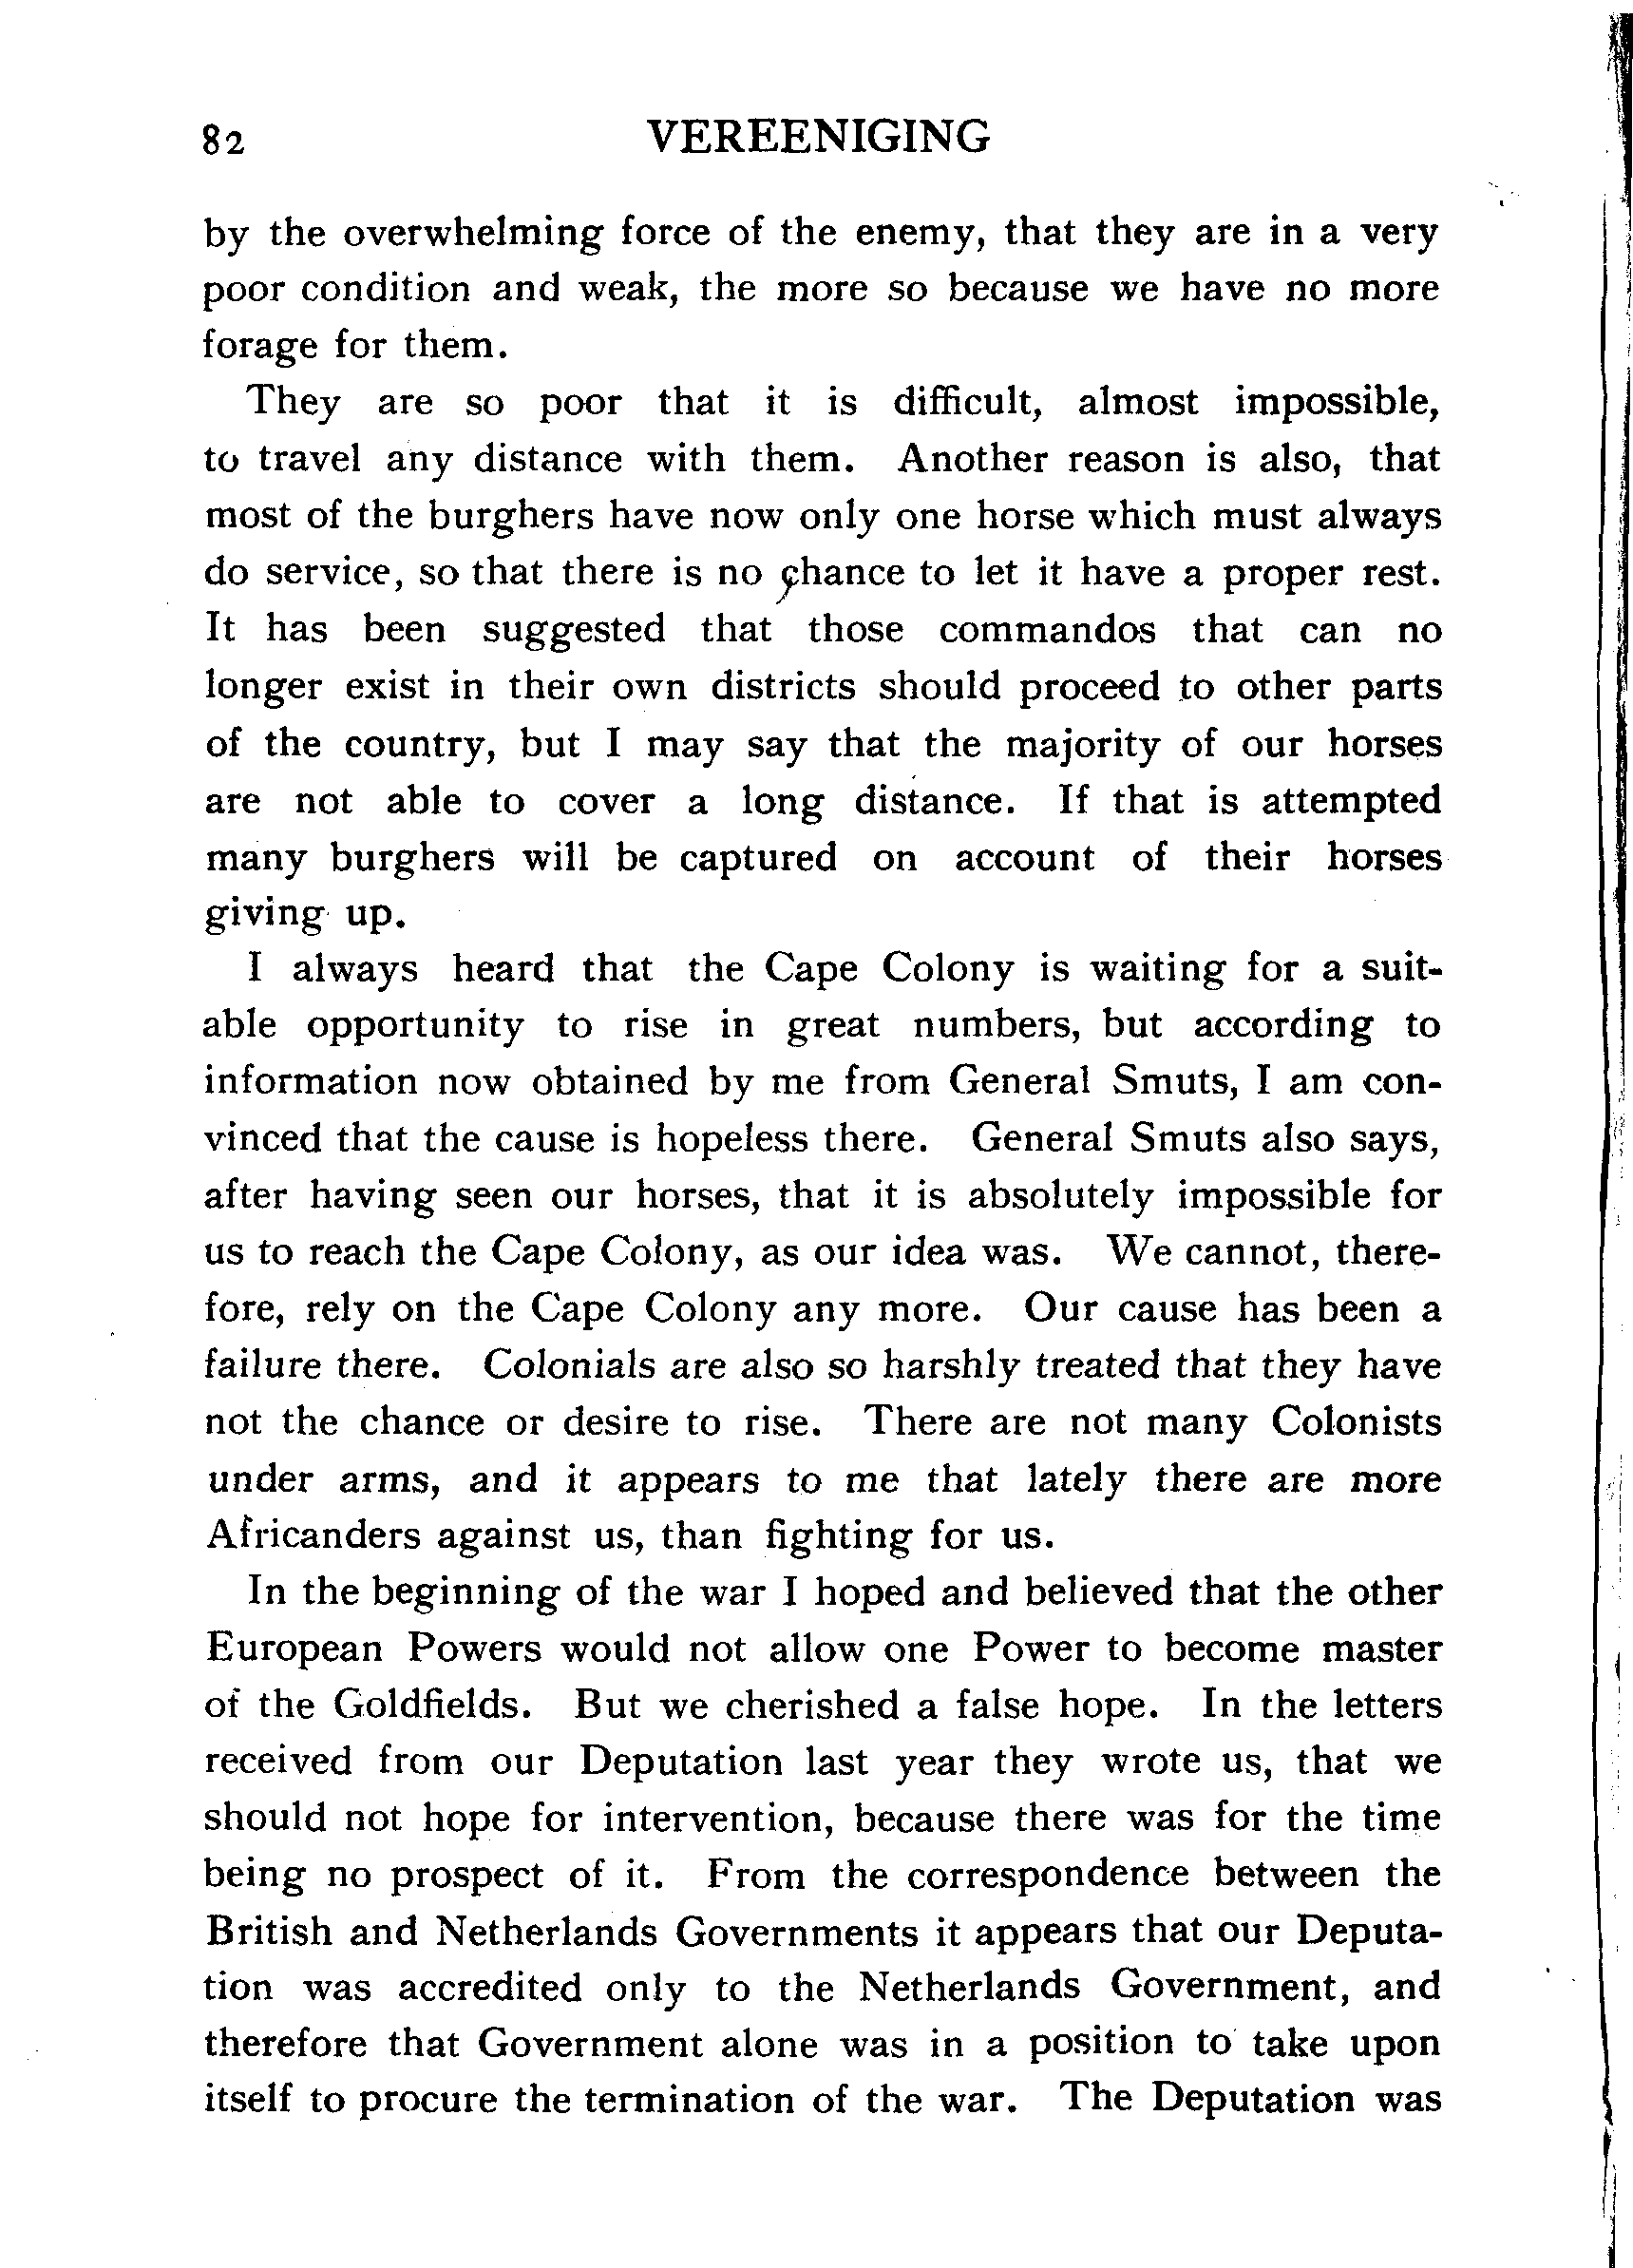 82 VEREENIGING
by the overwhelming force of the enemy, that they are in a very
poor condition and weak, the more so because we have no more
forage for them.
They are so poor that it is difficult, almost impossible,
to travel any distance with them. Another reason is also, that
most of the burghers have now only one horse which must always
do service, so that there is no chance to let it have a proper rest.
It has been suggested that those commandos that can no
longer exist in their own districts should proceed to other parts
of the country, but I may say that the majority of our horses
are not able to cover a long distance. If that is attempted
many burghers will be captured on account of their horses
giving up.
I always heard that the Cape Colony is waiting for a suit-
able opportunity to rise in great numbers, but according to
information now obtained by me from General Smuts, I am con-
vinced that the cause is hopeless there. General Smuts also says,
after having seen our horses, that it is absolutely impossible for
us to reach the Cape Colony, as our idea was. We cannot, there-
fore, rely on the Cape Colony any more. Our cause has been a
failure there. Colonials are also so harshly treated that they have
not the chance or desire to rise. There are not many Colonists
under arms, and it appears to me that lately there are more
Africanders against us, than fighting for us.
In the beginning of the war I hoped and believed that the other
European Powers would not allow one Power to become master
of the Goldfields. But we cherished a false hope. In the letters
received from our Deputation last year they wrote us, that we
should not hope for intervention, because there was for the time
being no prospect of it. From the correspondence between the
British and Netherlands Governments it appears that our Deputa-
tion was accredited only to the Netherlands Government, and
therefore that Government alone was in a position to take upon
itself to procure the termination of the war. The Deputation was